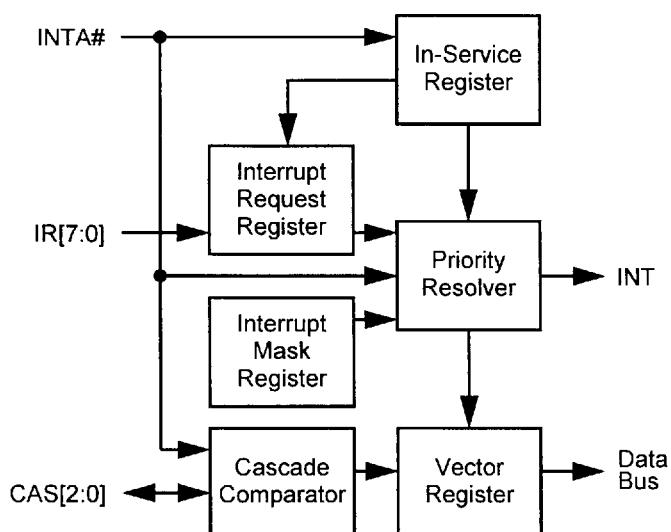 INTA#
In-Service
Register
Interrupt
Request
Register
IR[7:0]
Priority
Resolver
INT
Interrupt
Mask
Register
CAS[2:0]
Cascade
Comparator
Vector
Register
Data
Bus